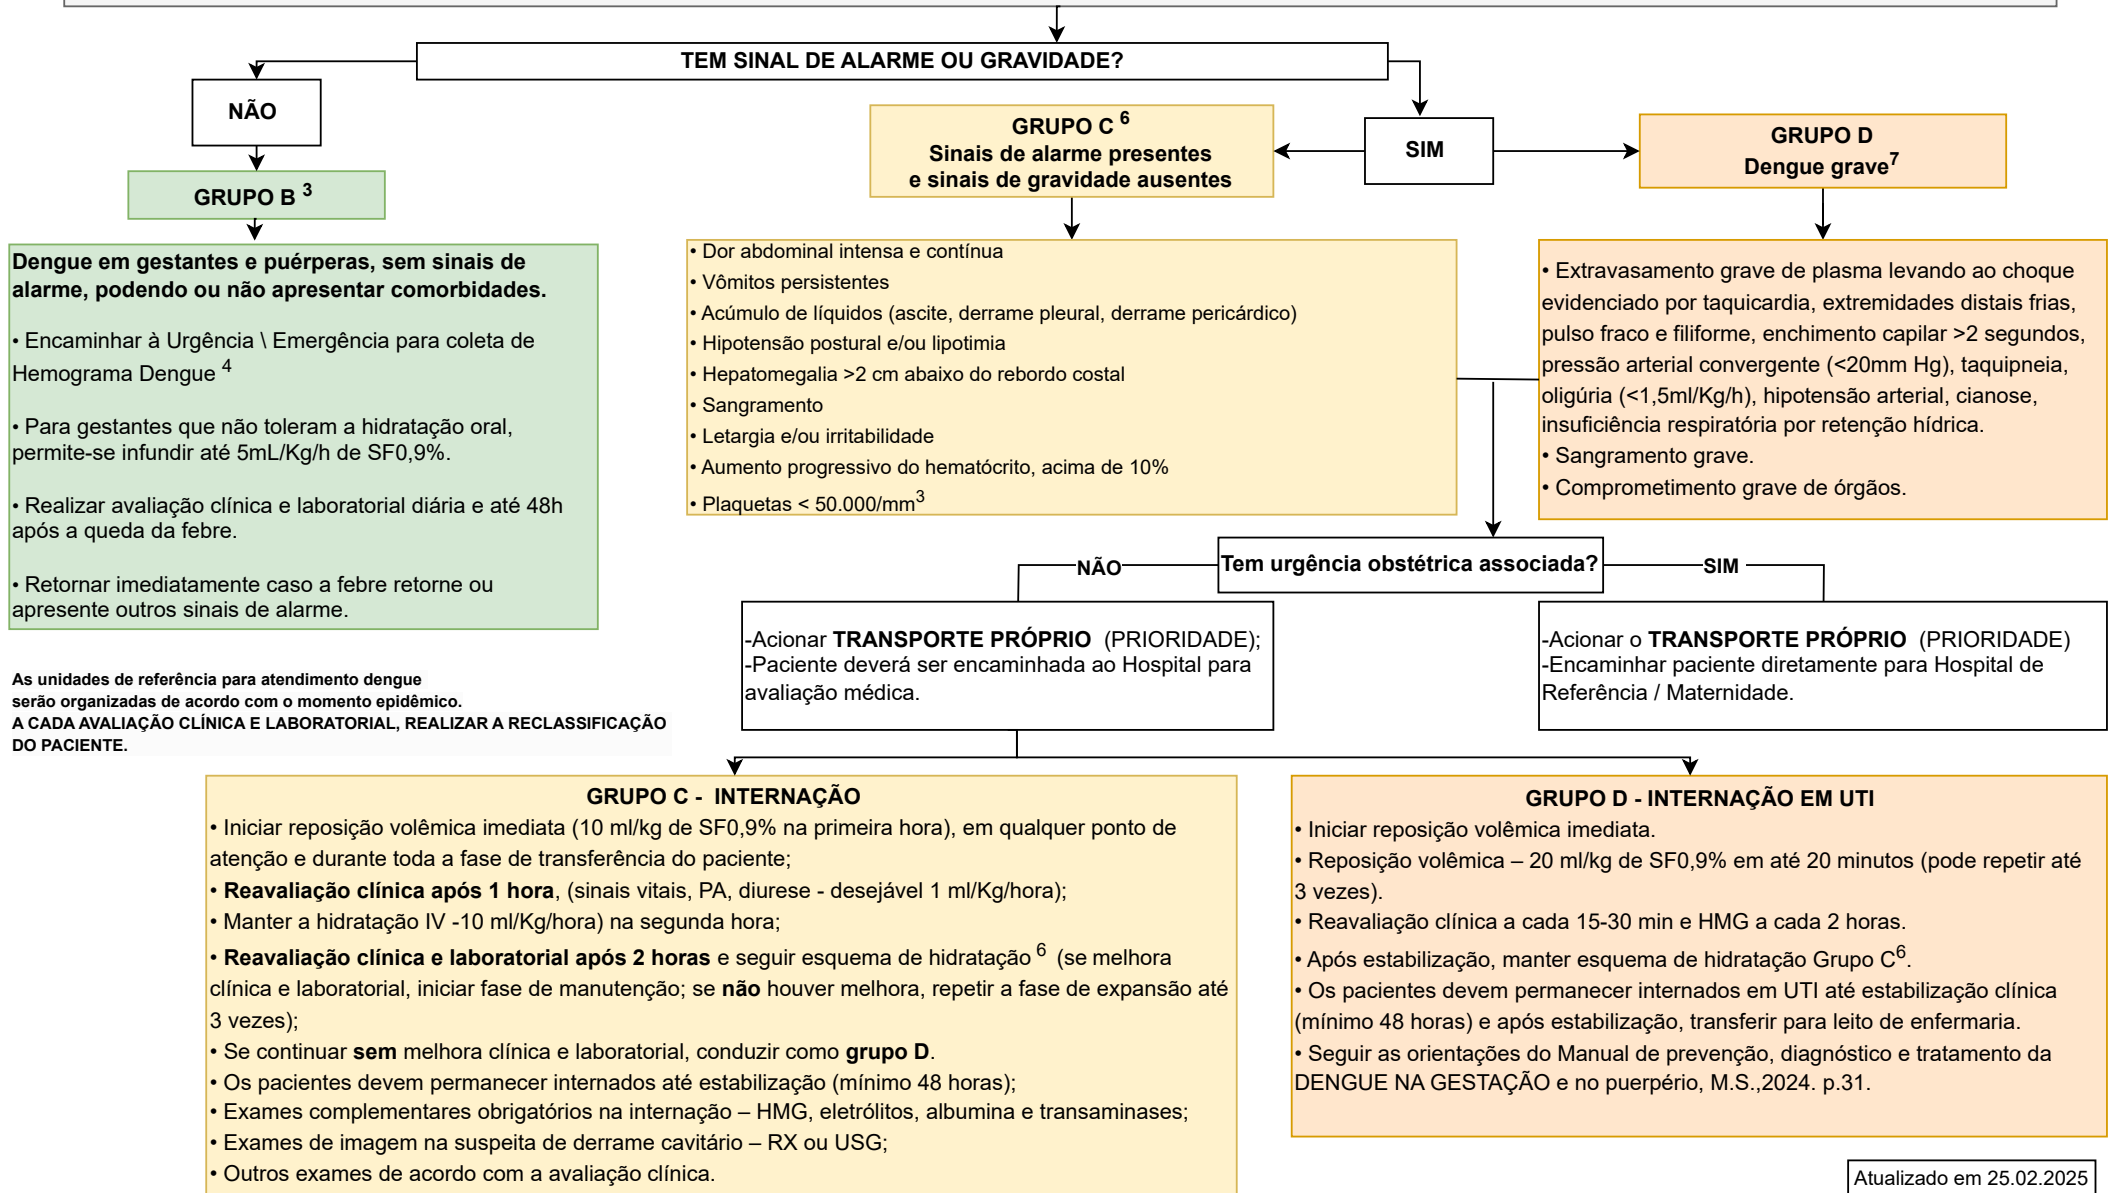 TEM SINAL DE ALARME OU GRAVIDADE?
NÃO
SIM
GRUPO B 3
GRUPO C 6
Sinais de alarme presentes
e sinais de gravidade ausentes
GRUPO D
Dengue grave7
Dengue em gestantes e puérperas, sem sinais de
alarme, podendo ou não apresentar comorbidades.
• Encaminhar à Urgência \ Emergência para coleta de
Hemograma Dengue 4
• Para gestantes que não toleram a hidratação oral,
permite-se infundir até 5mL/Kg/h de SF0,9%.
• Realizar avaliação clínica e laboratorial diária e até 48h
após a queda da febre.
• Retornar imediatamente caso a febre retorne ou
apresente outros sinais de alarme.
• Dor abdominal intensa e contínua
• Vômitos persistentes
• Acúmulo de líquidos (ascite, derrame pleural, derrame pericárdico)
• Hipotensão postural e/ou lipotimia
• Hepatomegalia >2 cm abaixo do rebordo costal
• Sangramento
• Letargia e/ou irritabilidade
• Aumento progressivo do hematócrito, acima de 10%
• Plaquetas < 50.000/mm3
• Extravasamento grave de plasma levando ao choque
evidenciado por taquicardia, extremidades distais frias,
pulso fraco e filiforme, enchimento capilar >2 segundos,
pressão arterial convergente (<20mm Hg), taquipneia,
oligúria (<1,5ml/Kg/h), hipotensão arterial, cianose,
insuficiência respiratória por retenção hídrica.
• Sangramento grave.
• Comprometimento grave de órgãos.
Tem urgência obstétrica associada?
NÃO
SIM
-Acionar TRANSPORTE PRÓPRIO (PRIORIDADE);
-Paciente deverá ser encaminhada ao Hospital para
avaliação médica.
-Acionar o TRANSPORTE PRÓPRIO (PRIORIDADE)
-Encaminhar paciente diretamente para Hospital de
Referência / Maternidade.
As unidades de referência para atendimento dengue
serão organizadas de acordo com o momento epidêmico.
A CADA AVALIAÇÃO CLÍNICA E LABORATORIAL, REALIZAR A RECLASSIFICAÇÃO
DO PACIENTE.
GRUPO C - INTERNAÇÃO
• Iniciar reposição volêmica imediata (10 ml/kg de SF0,9% na primeira hora), em qualquer ponto de
atenção e durante toda a fase de transferência do paciente;
• Reavaliação clínica após 1 hora, (sinais vitais, PA, diurese - desejável 1 ml/Kg/hora);
• Manter a hidratação IV -10 ml/Kg/hora) na segunda hora;
• Reavaliação clínica e laboratorial após 2 horas e seguir esquema de hidratação 6 (se melhora
clínica e laboratorial, iniciar fase de manutenção; se não houver melhora, repetir a fase de expansão até
3 vezes);
• Se continuar sem melhora clínica e laboratorial, conduzir como grupo D.
• Os pacientes devem permanecer internados até estabilização (mínimo 48 horas);
• Exames complementares obrigatórios na internação – HMG, eletrólitos, albumina e transaminases;
• Exames de imagem na suspeita de derrame cavitário – RX ou USG;
• Outros exames de acordo com a avaliação clínica.
GRUPO D - INTERNAÇÃO EM UTI
• Iniciar reposição volêmica imediata.
• Reposição volêmica – 20 ml/kg de SF0,9% em até 20 minutos (pode repetir até
3 vezes).
• Reavaliação clínica a cada 15-30 min e HMG a cada 2 horas.
• Após estabilização, manter esquema de hidratação Grupo C6.
• Os pacientes devem permanecer internados em UTI até estabilização clínica
(mínimo 48 horas) e após estabilização, transferir para leito de enfermaria.
• Seguir as orientações do Manual de prevenção, diagnóstico e tratamento da
DENGUE NA GESTAÇÃO e no puerpério, M.S.,2024. p.31.
Atualizado em 25.02.2025